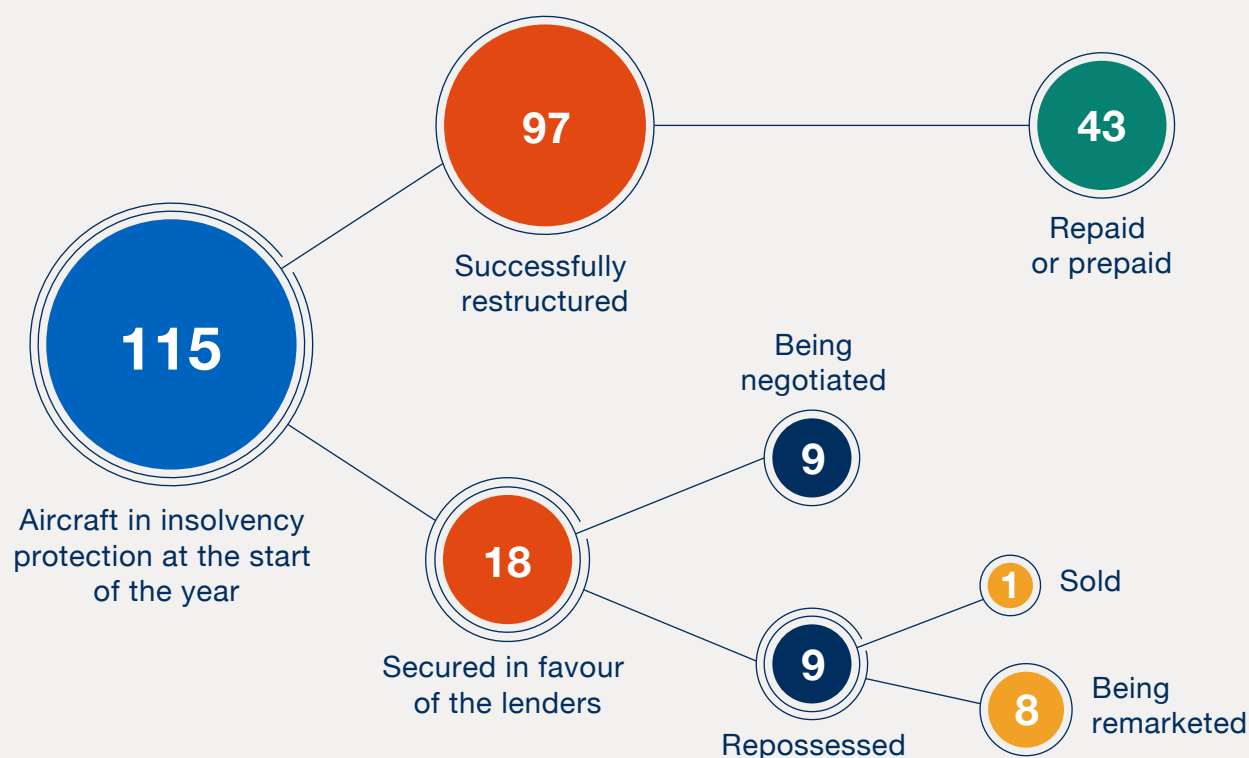 97
43
Successfully
restructured
Repaid
or prepaid
115
Aircraft in insolvency
protection at the start
of the year
Being
negotiated
9
18
Secured in favour
of the lenders
1
Sold
9
Repossessed
8
Being
remarketed